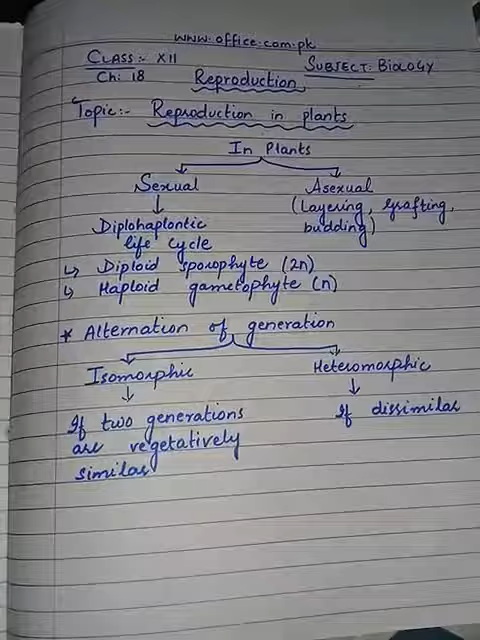 www.office.com.pk
CLASS:- XII SUBJECT: BIOLOGY
Ch: 18 Reproduction
Topic:- Reproduction in plants
In Plants
Sexual Asexual
(Layering, Grafting,
budding)
Diplohaplontic
life cycle
↳ Diploid sporophyte (2n)
↳ Haploid gametophyte (n)
* Alternation of generation
Isomorphic Heteromorphic
If two generations If dissimilar
are vegetatively
similar